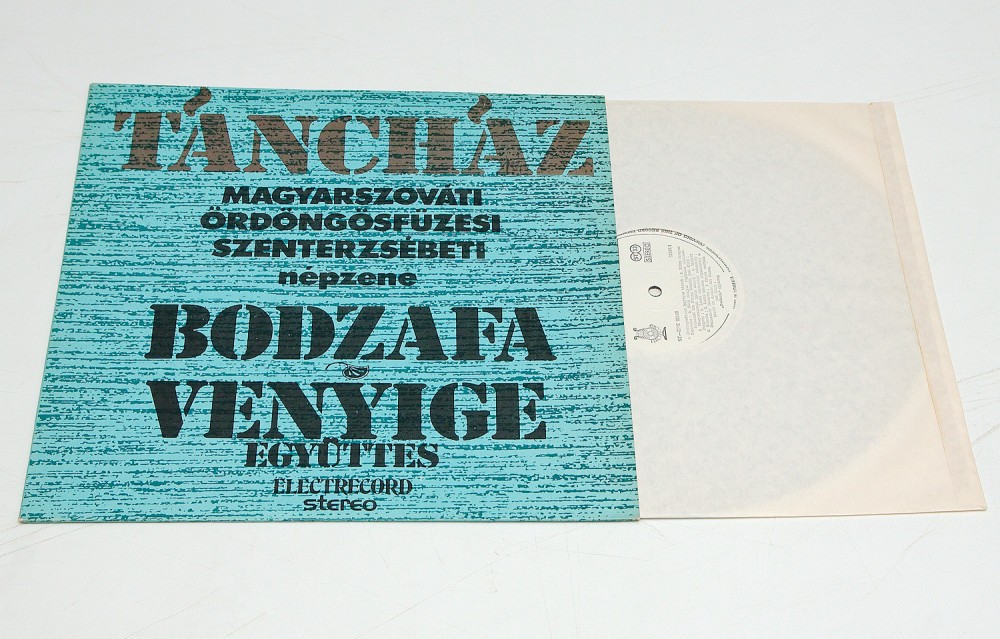 TÁNCHÁZ
MAGYARSZOVÁTI
ÖRDÖNGÖSFÜZESI
SZENTERZSÉBETI
népzene
BODZAFA
VENYIGE
EGYÜTTES
ELECTRECORD
stereo